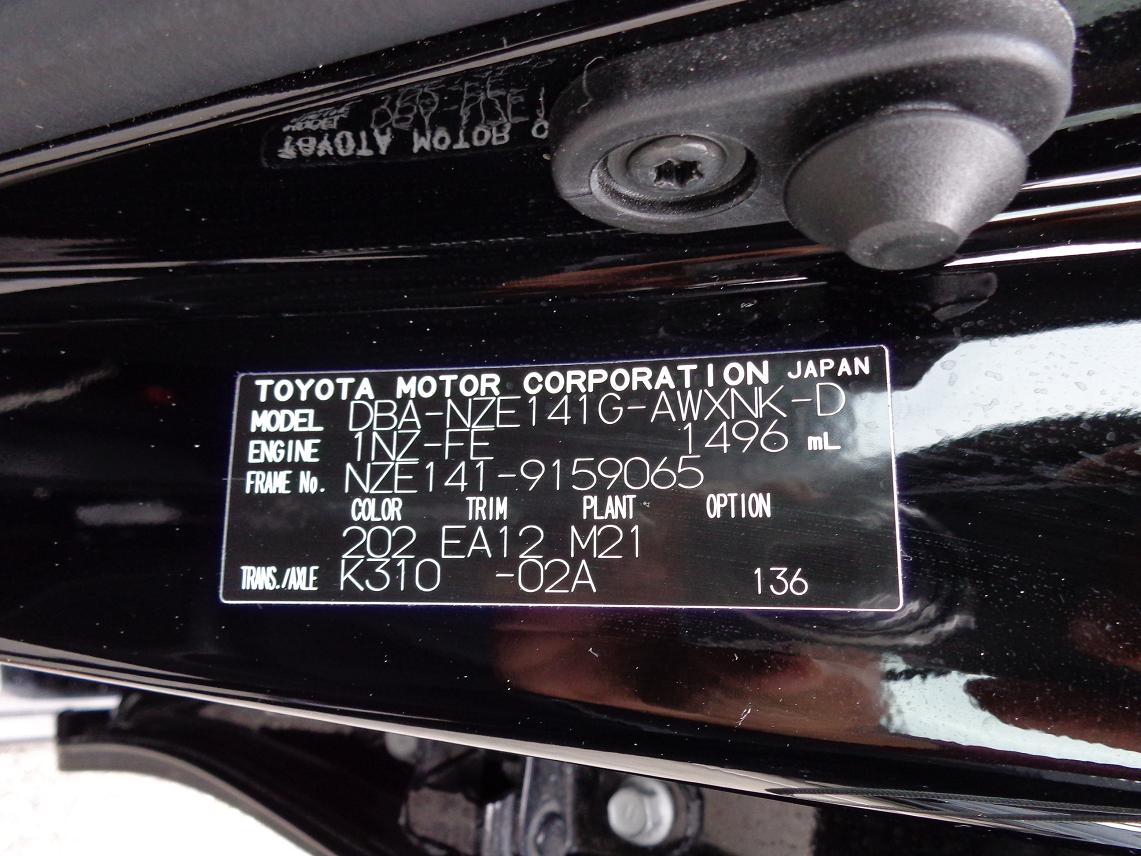 TOYOTA MOTOR CORPORATION JAPAN
MODEL DBA-NZE141G-AWXNK-D
ENGINE 1NZ-FE 1496 mL
FRAME No. NZE141-9159065
COLOR TRIM PLANT OPTION
202 EA12 M21
TRANS./AXLE K310 -02A 136